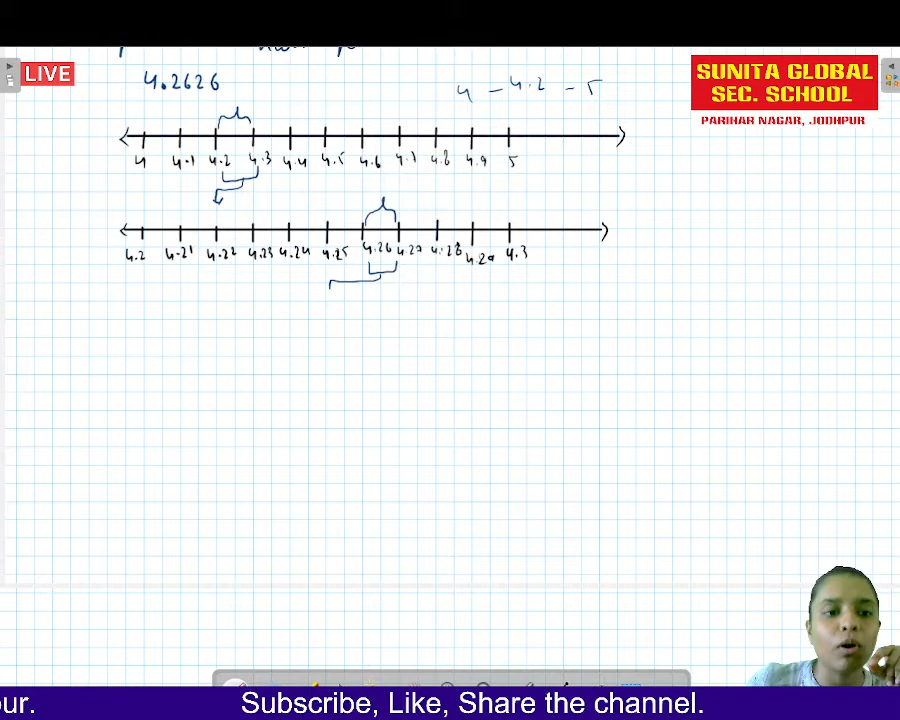 LIVE
4.2626
4 - 4.2 - 5
SUNITA GLOBAL
SEC. SCHOOL
PARIHAR NAGAR, JODHPUR
4 4.1 4.2 4.3 4.4 4.5 4.6 4.7 4.8 4.9 5
4.2 4.21 4.22 4.23 4.24 4.25 4.26 4.27 4.28 4.29 4.3
our. Subscribe, Like, Share the channel.